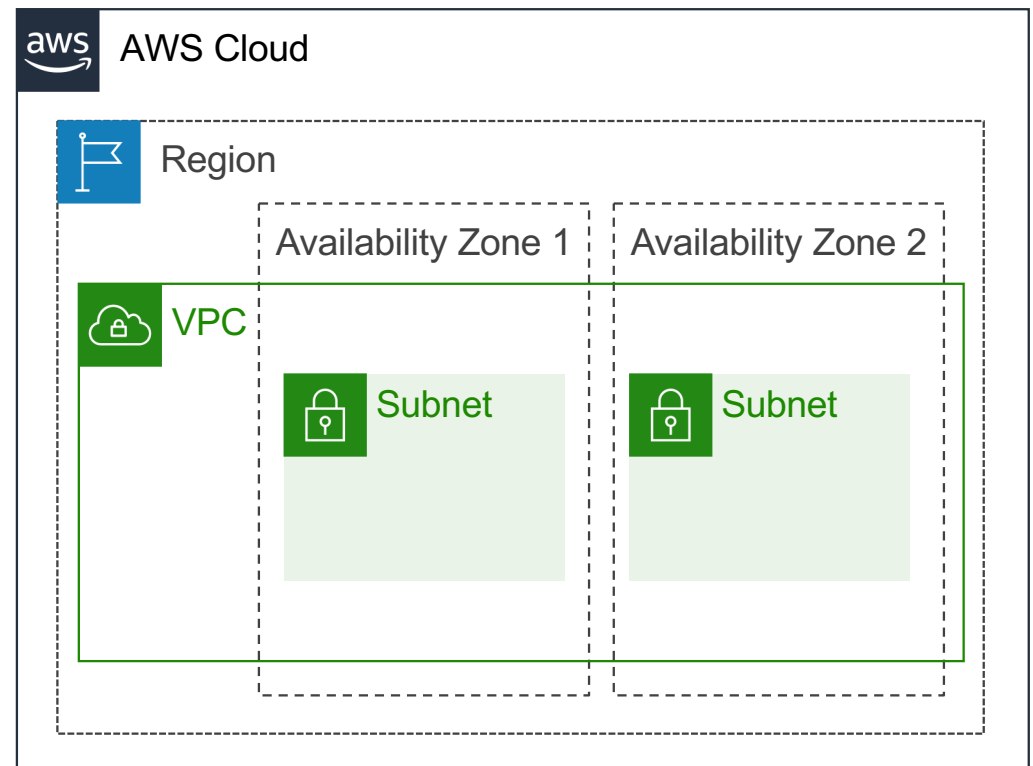 aws
AWS Cloud
Region
Availability Zone 1
Availability Zone 2
VPC
Subnet
Subnet